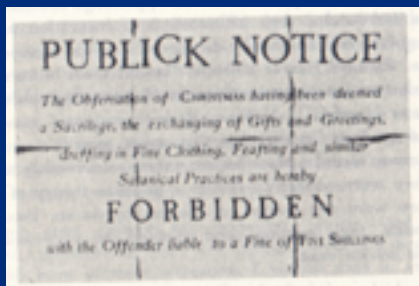 PUBLICK NOTICE
The Obſervation of CHRISTMAS having been deemed
a Sacrilege, the exchanging of Gifts and Greetings,
dreſſing in Fine Clothing, Feaſting and similar
Satanical Practices are hereby
FORBIDDEN
with the Offender liable to a Fine of FIVE SHILLINGS